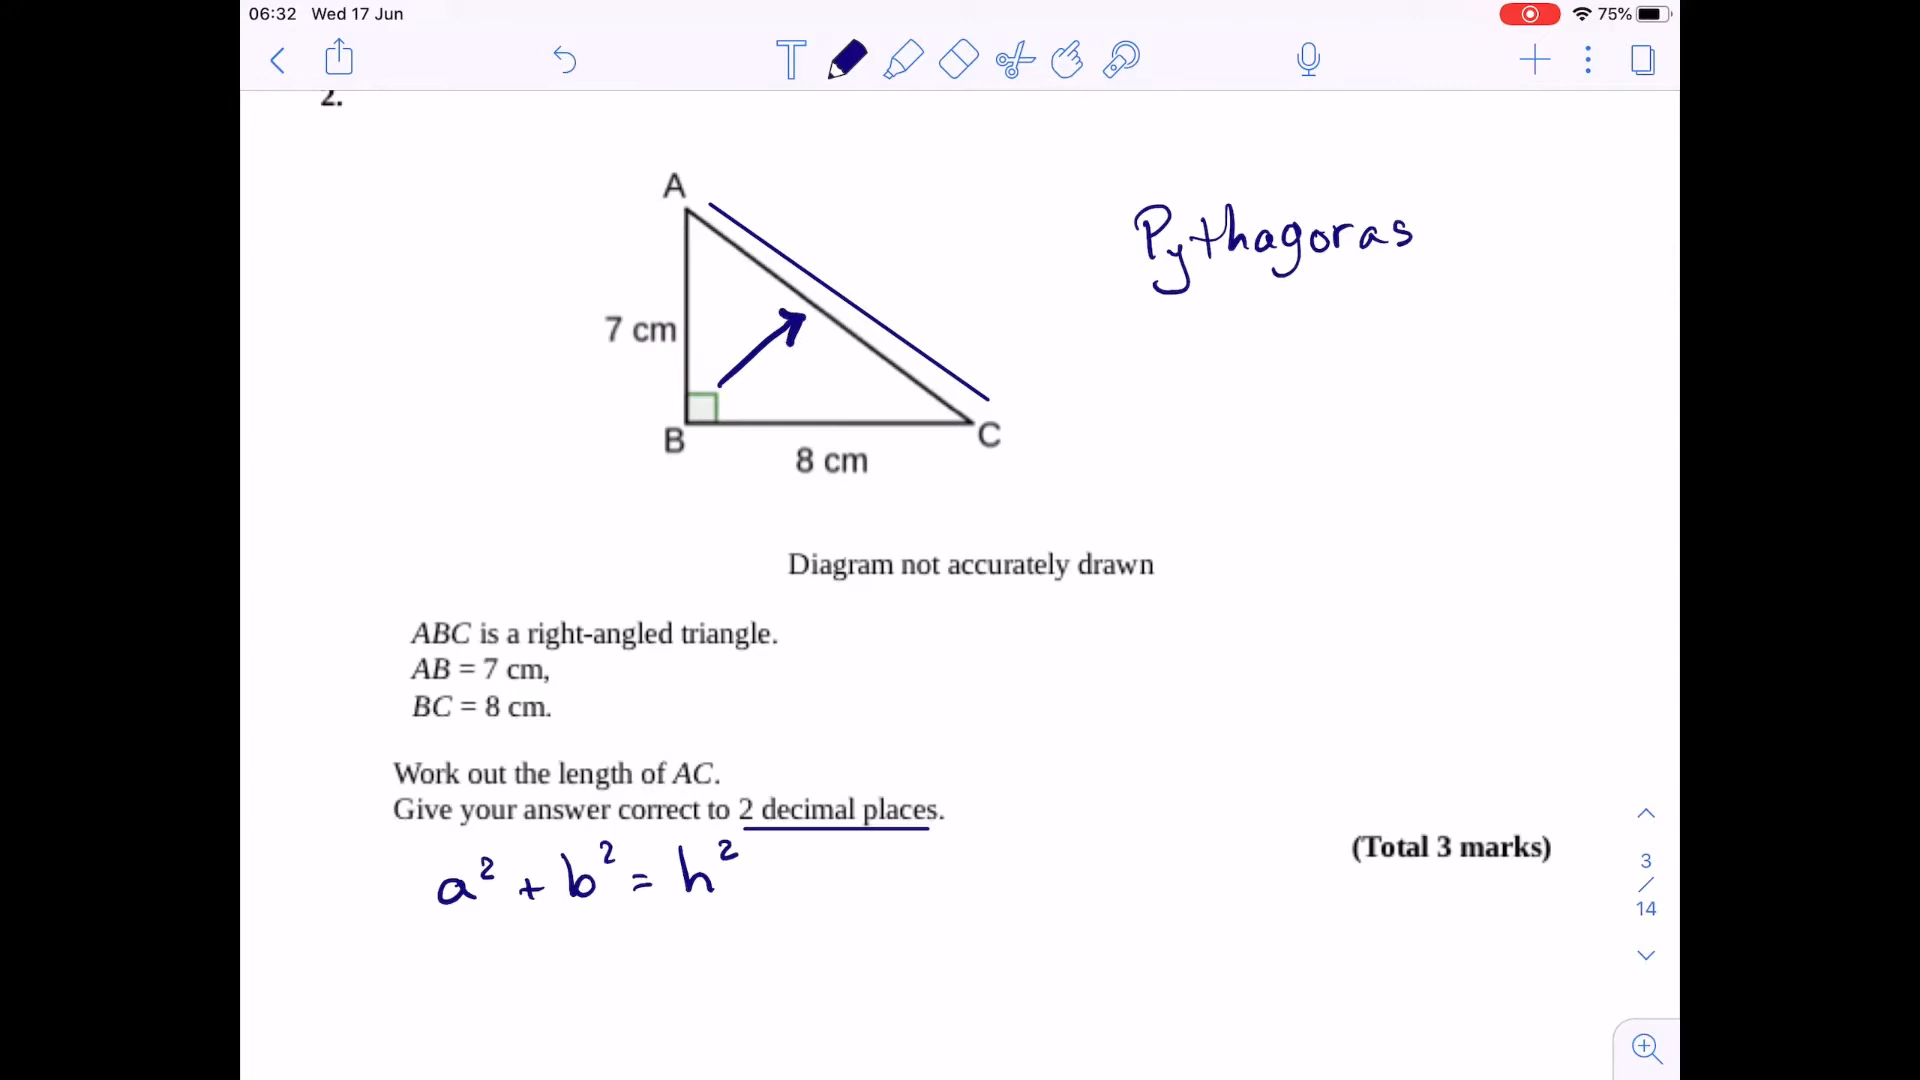 06:32 Wed 17 Jun 75%
T
2.
A
Pythagoras
7 cm
B
C
8 cm
Diagram not accurately drawn
ABC is a right-angled triangle.
AB = 7 cm,
BC = 8 cm.
Work out the length of AC.
Give your answer correct to 2 decimal places.
(Total 3 marks)
a² + b² = h²
3
/
14